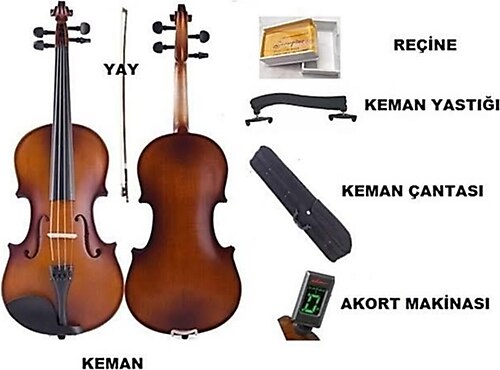 REÇİNE
YAY
KEMAN YASTIĞI
KEMAN ÇANTASI
AKORT MAKİNASI
KEMAN